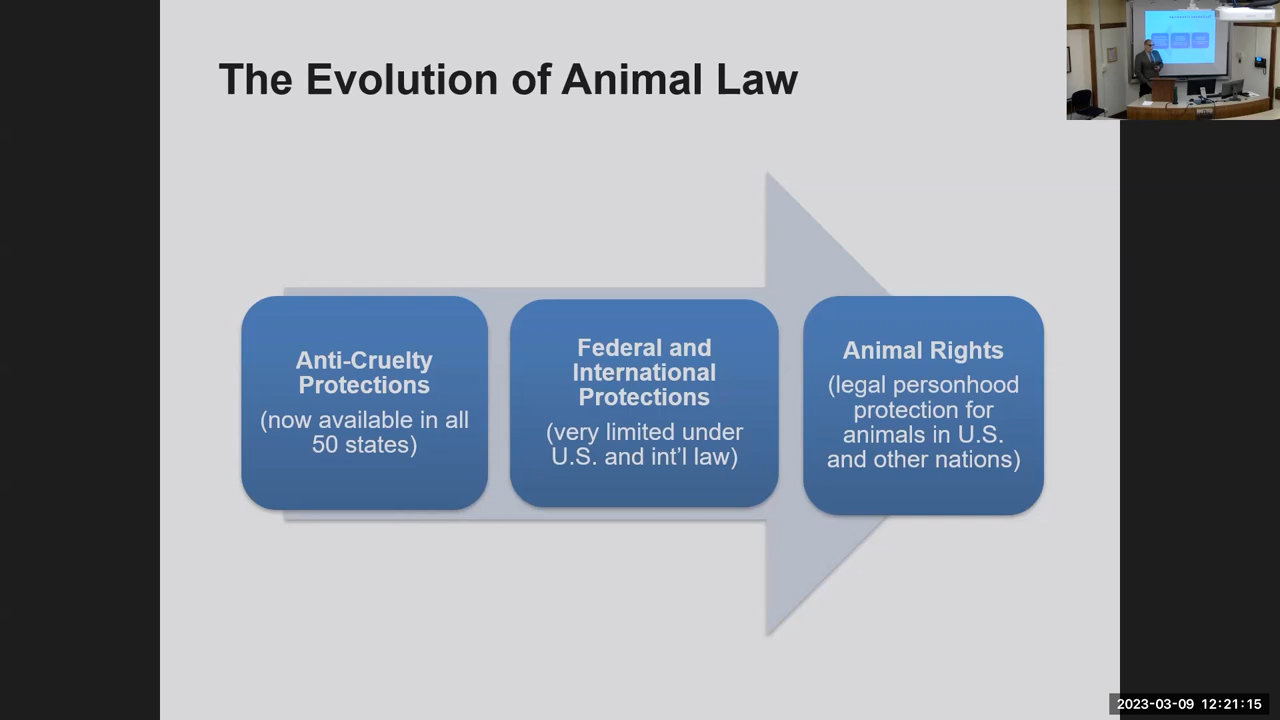 The Evolution of Animal Law
Anti-Cruelty
Protections
(now available in all
50 states)
Federal and
International
Protections
(very limited under
U.S. and int’l law)
Animal Rights
(legal personhood
protection for
animals in U.S.
and other nations)
2023-03-09 12:21:15